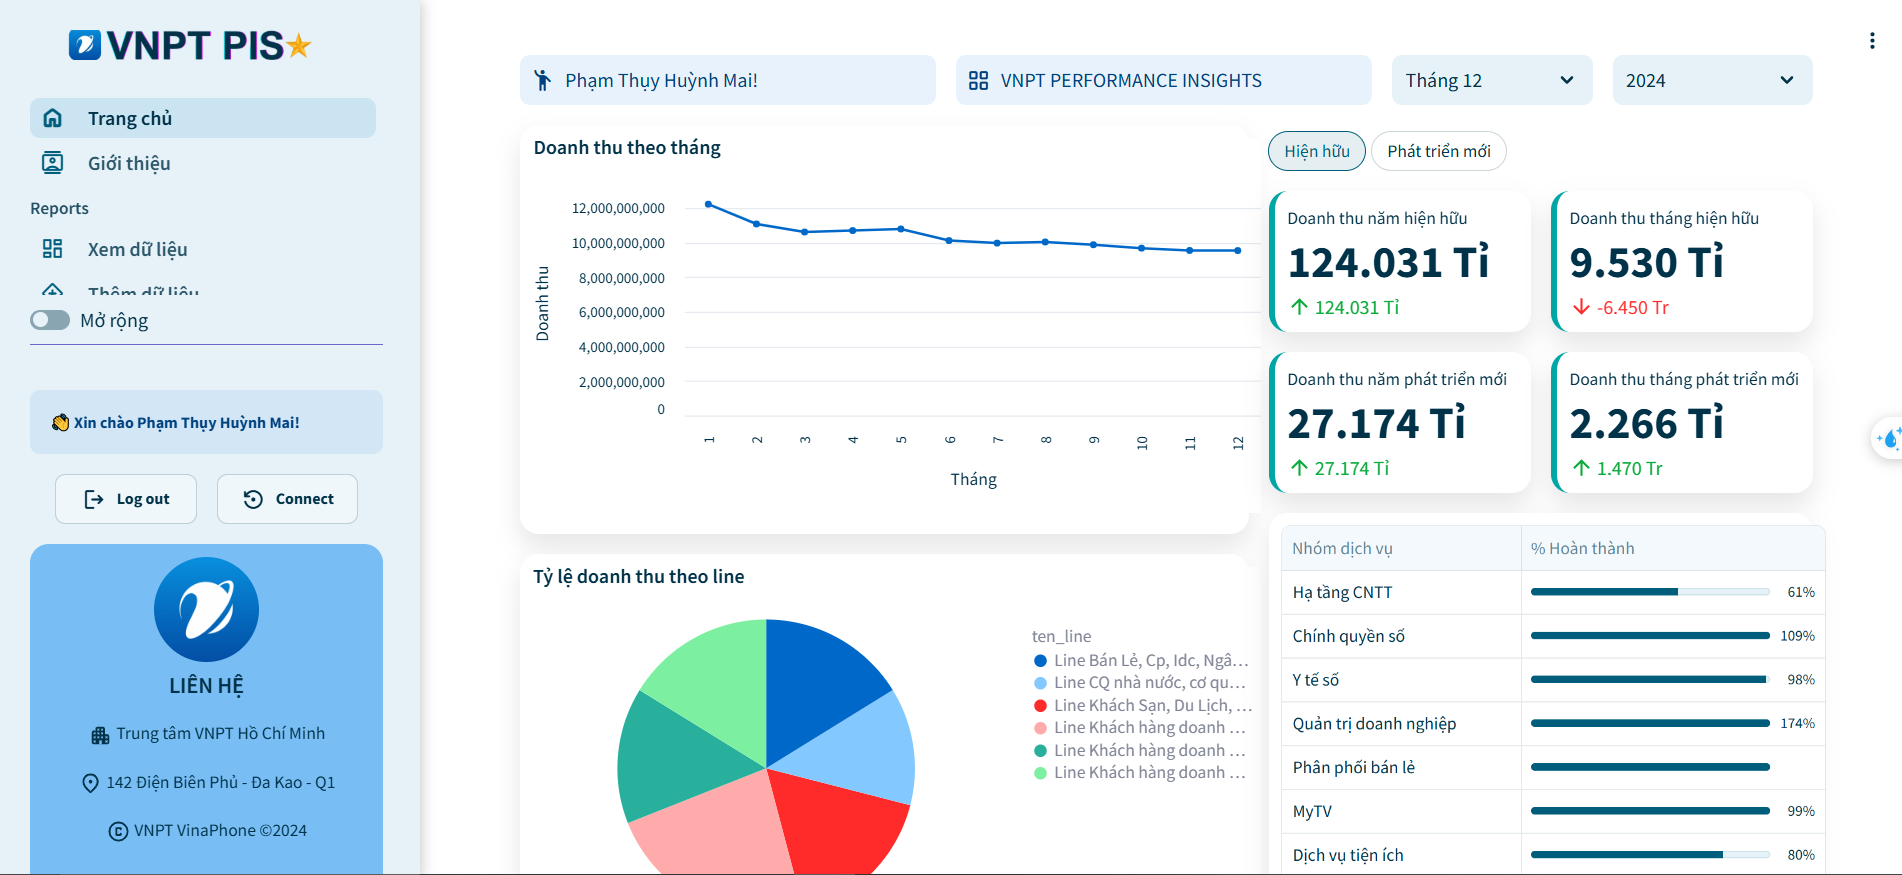 VNPT PIS
Trang chủ
Giới thiệu
Reports
Xem dữ liệu
Thêm dữ liệu
Mở rộng
Xin chào Phạm Thụy Huỳnh Mai!
Log out
Connect
LIÊN HỆ
Trung tâm VNPT Hồ Chí Minh
142 Điện Biên Phủ - Đa Kao - Q1
VNPT VinaPhone ©2024
Phạm Thụy Huỳnh Mai!
VNPT PERFORMANCE INSIGHTS
Tháng 12
2024
Doanh thu theo tháng
12,000,000,000
10,000,000,000
8,000,000,000
6,000,000,000
4,000,000,000
2,000,000,000
0
Doanh thu
1 2 3 4 5 6 7 8 9 10 11 12
Tháng
Hiện hữu
Phát triển mới
Doanh thu năm hiện hữu
124.031 Tỉ
124.031 Tỉ
Doanh thu tháng hiện hữu
9.530 Tỉ
-6.450 Tr
Doanh thu năm phát triển mới
27.174 Tỉ
27.174 Tỉ
Doanh thu tháng phát triển mới
2.266 Tỉ
1.470 Tr
Tỷ lệ doanh thu theo line
ten_line
Line Bán Lẻ, Cp, Idc, Ngâ...
Line CQ nhà nước, cơ qu...
Line Khách Sạn, Du Lịch, ...
Line Khách hàng doanh ...
Line Khách hàng doanh ...
Line Khách hàng doanh ...
Nhóm dịch vụ % Hoàn thành
Hạ tầng CNTT 61%
Chính quyền số 109%
Y tế số 98%
Quản trị doanh nghiệp 174%
Phân phối bán lẻ
MyTV 99%
Dịch vụ tiện ích 80%